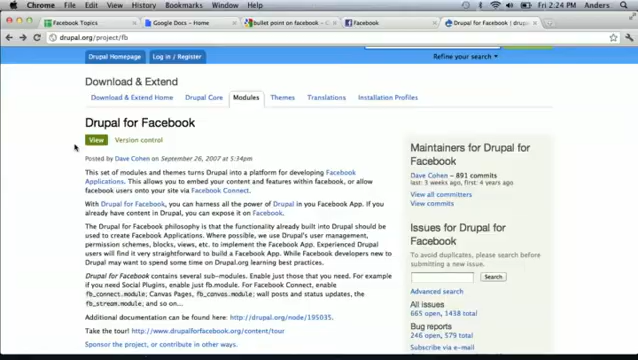 Chrome File Edit View History Bookmarks Window Help
Fri 2:24 PM Anders
Facebook Topics
Google Docs - Home
bullet point on facebook - G
Facebook
Drupal for Facebook | drupal
drupal.org/project/fb
Drupal Homepage
Log in / Register
Refine your search
Download & Extend
Download & Extend Home
Drupal Core
Modules
Themes
Translations
Installation Profiles
Drupal for Facebook
View
Version control
Posted by Dave Cohen on September 26, 2007 at 5:34pm
This set of modules and themes turns Drupal into a platform for developing Facebook
Applications. This allows you to embed your content and features within facebook, or allow
facebook users onto your site via Facebook Connect.
With Drupal for Facebook, you can harness all the power of Drupal in you Facebook App. If you
already have content in Drupal, you can expose it on Facebook.
The Drupal for Facebook philosophy is that the functionality already built into Drupal should be
used to create Facebook Applications. Where possible, we use Drupal's user management,
permission schemes, blocks, views, etc. to implement the Facebook App. Experienced Drupal
users will find it very straightforward to build a Facebook App. While Facebook developers new
to Drupal may want to spend some time on Drupal.org learning best practices.
Drupal for Facebook contains several sub-modules. Enable just those that you need. For example
if you need Social Plugins, enable just fb.module. For Facebook Connect, enable
fb_connect.module; Canvas Pages, fb_canvas.module; wall posts and status updates, the
fb_stream.module; and so on...
Additional documentation can be found here: http://drupal.org/node/195035.
Take the tour! http://www.drupalforfacebook.org/content/tour
Sponsor the project, or contribute in other ways.
Maintainers for Drupal for
Facebook
Dave Cohen - 891 commits
last: 3 weeks ago, first: 4 years ago
View all committers
View commits
Issues for Drupal for
Facebook
To avoid duplicates, please search before
submitting a new issue.
Search
Advanced search
All issues
665 open, 1438 total
Bug reports
246 open, 579 total
Subscribe via e-mail